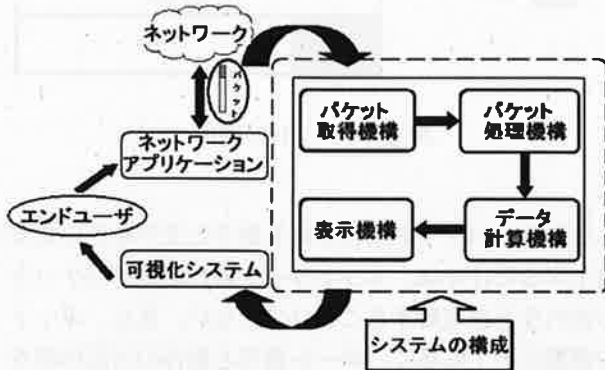 ネットワーク
パケット
パケット
取得機構
パケット
処理機構
ネットワーク
アプリケーション
エンドユーザ
表示機構
データ
計算機構
可視化システム
システムの構成